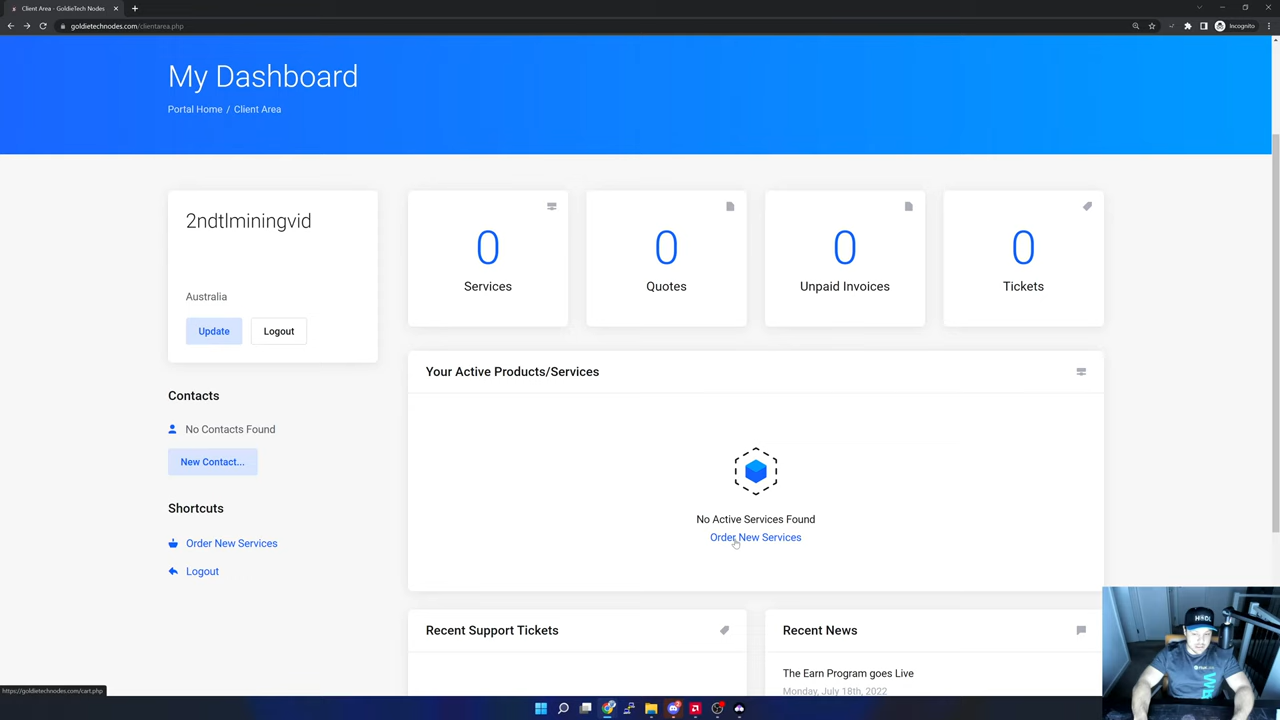 Client Area - GoldieTech Nodes
goldietechnodes.com/clientarea.php
Incognito
My Dashboard
Portal Home / Client Area
2ndtlminingvid
Australia
Update
Logout
0
Services
0
Quotes
0
Unpaid Invoices
0
Tickets
Contacts
No Contacts Found
New Contact...
Shortcuts
Order New Services
Logout
Your Active Products/Services
No Active Services Found
Order New Services
Recent Support Tickets
Recent News
The Earn Program goes Live
Monday, July 18th, 2022
https://goldietechnodes.com/cart.php